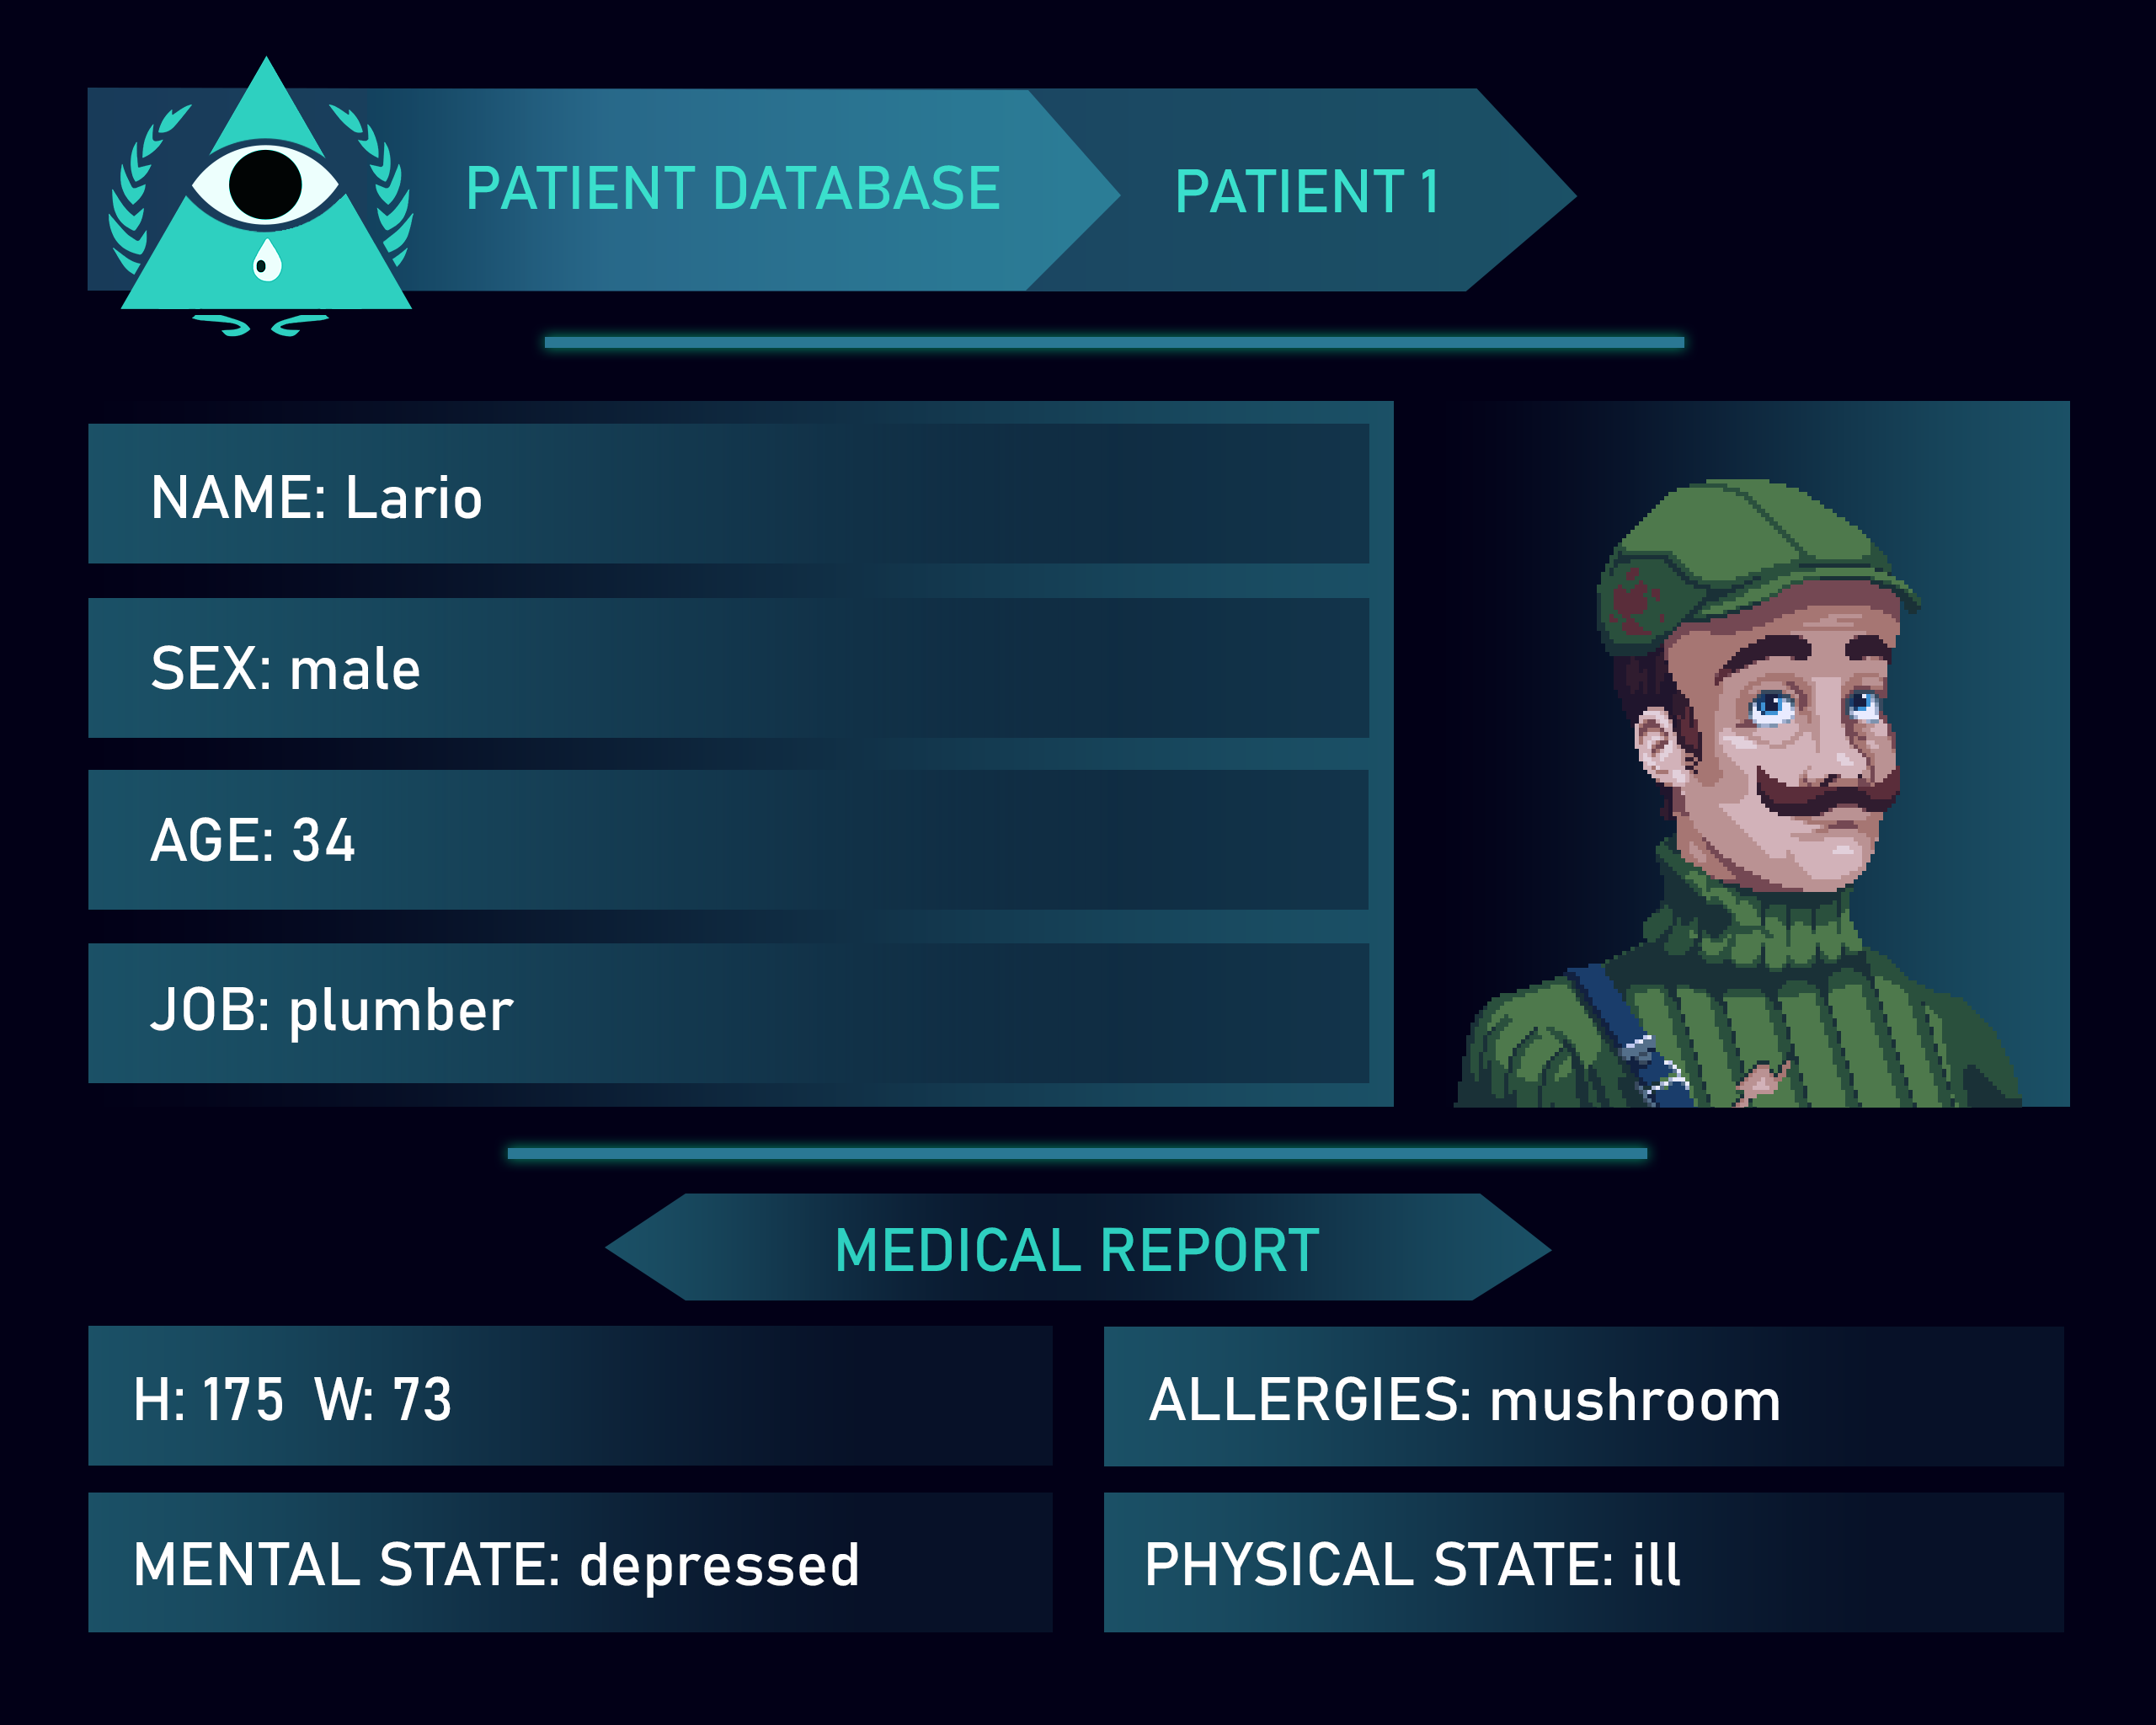 PATIENT DATABASE
PATIENT 1
NAME: Lario
SEX: male
AGE: 34
JOB: plumber
MEDICAL REPORT
H: 175 W: 73
ALLERGIES: mushroom
MENTAL STATE: depressed
PHYSICAL STATE: ill